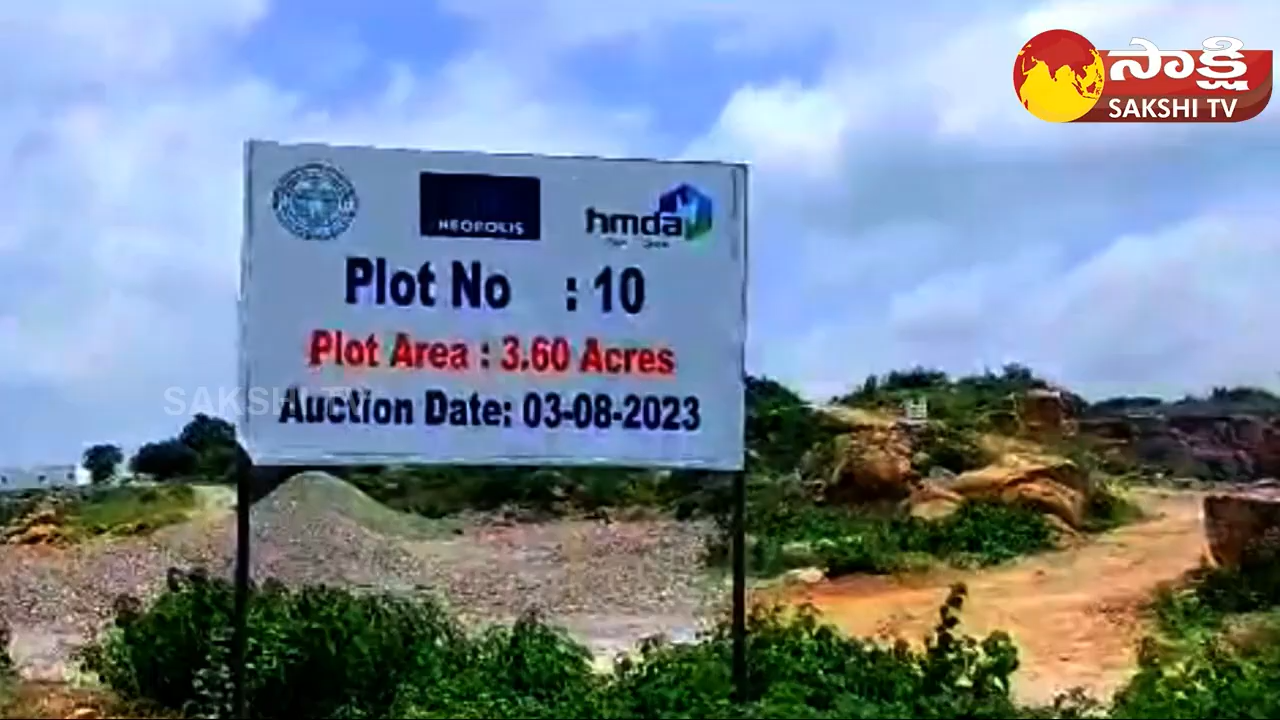 సాక్షి
SAKSHI TV
NEOPOLIS
hmda
Plot No : 10
Plot Area : 3.60 Acres
SAKSHI TV
Auction Date: 03-08-2023